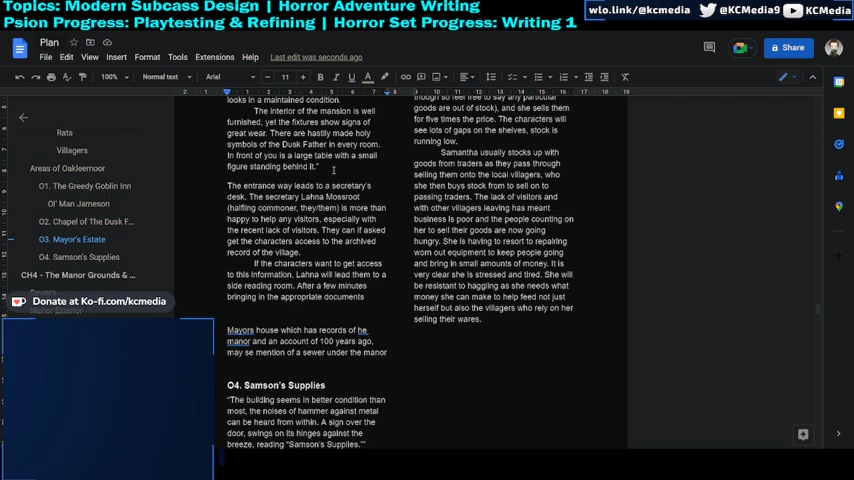 Topics: Modern Subcass Design | Horror Adventure Writing
Psion Progress: Playtesting & Refining | Horror Set Progress: Writing 1
wlo.link/@kcmedia @KCMedia9 KCMedia
Plan
File Edit View Insert Format Tools Extensions Help Last edit was seconds ago
Share
100% Normal text Arial 11
Rats
Villagers
Areas of Oakleemoor
O1. The Greedy Goblin Inn
Ol' Man Jameson
O2. Chapel of The Dusk F...
O3. Mayor's Estate
O4. Samson's Supplies
CH4 - The Manor Grounds & ...
Manor Exterior
Donate at Ko-fi.com/kcmedia
looks in a maintained condition.
The interior of the mansion is well
furnished, yet the fixtures show signs of
great wear. There are hastily made holy
symbols of the Dusk Father in every room.
In front of you is a large table with a small
figure standing behind it."
The entrance way leads to a secretary's
desk. The secretary Lahna Mossroot
(halfling commoner, they/them) is more than
happy to help any visitors, especially with
the recent lack of visitors. They can if asked
get the characters access to the archived
record of the village.
If the characters want to get access
to this information, Lahna will lead them to a
side reading room. After a few minutes
bringing in the appropriate documents
Mayors house which has records of he
manor and an account of 100 years ago,
may se mention of a sewer under the manor
O4. Samson's Supplies
"The building seems in better condition than
most, the noises of hammer against metal
can be heard from within. A sign over the
door, swings on its hinges against the
breeze, reading "Samson's Supplies.""
though so feel free to say any particular
goods are out of stock), and she sells them
for five times the price. The characters will
see lots of gaps on the shelves, stock is
running low.
Samantha usually stocks up with
goods from traders as they pass through
selling them onto the local villagers, who
she then buys stock from to sell on to
passing traders. The lack of visitors and
with other villagers leaving has meant
business is poor and the people counting on
her to sell their goods are now going
hungry. She is having to resort to repairing
worn out equipment to keep people going
and bring in small amounts of money. It is
very clear she is stressed and tired. She will
be resistant to haggling as she needs what
money she can make to help feed not just
herself but also the villagers who rely on her
selling their wares.